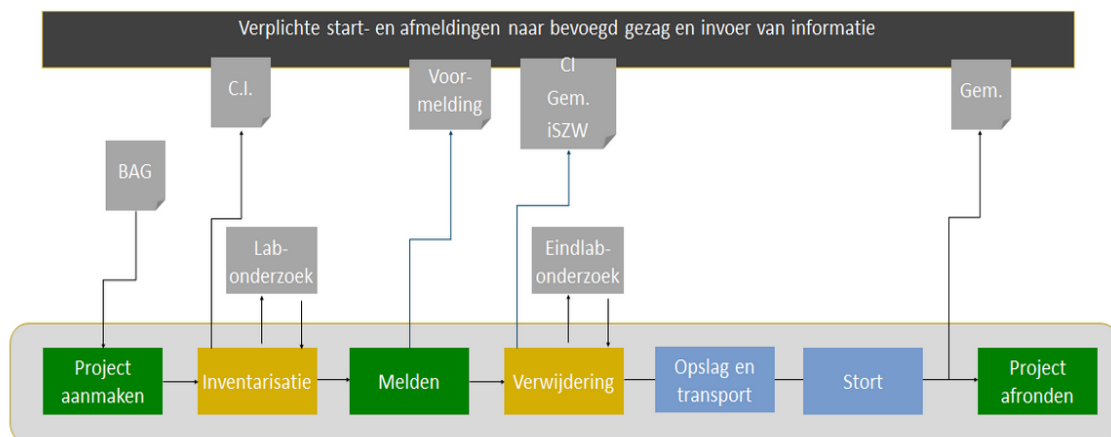 Verplichte start- en afmeldingen naar bevoegd gezag en invoer van informatie
C.I.
Voor-
melding
CI
Gem.
iSZW
Gem.
BAG
Lab-
onderzoek
Eindlab-
onderzoek
Project
aanmaken
Inventarisatie
Melden
Verwijdering
Opslag en
transport
Stort
Project
afronden